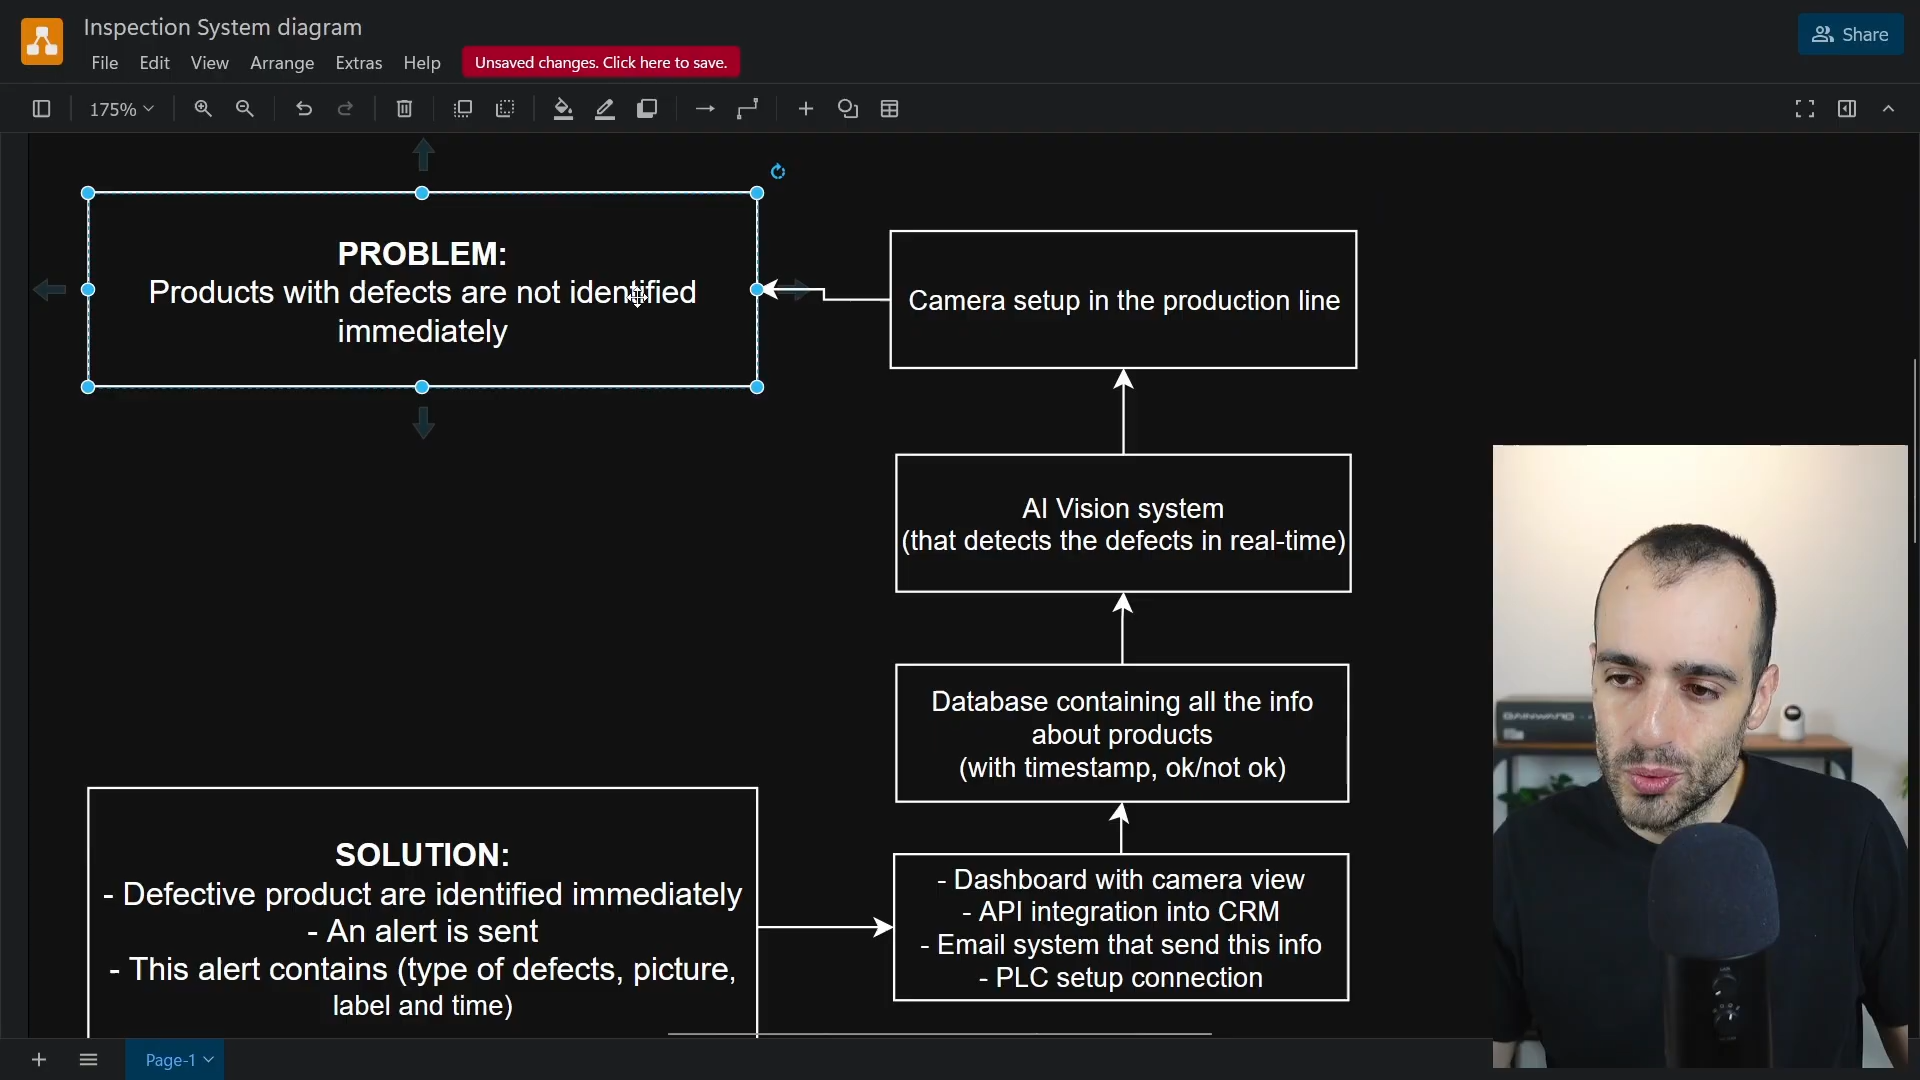 Inspection System diagram
File Edit View Arrange Extras Help
Unsaved changes. Click here to save.
Share
175%
PROBLEM:
Products with defects are not identified
immediately
Camera setup in the production line
AI Vision system
(that detects the defects in real-time)
Database containing all the info
about products
(with timestamp, ok/not ok)
SOLUTION:
- Defective product are identified immediately
- An alert is sent
- This alert contains (type of defects, picture,
label and time)
- Dashboard with camera view
- API integration into CRM
- Email system that send this info
- PLC setup connection
GAINWARD
Page-1